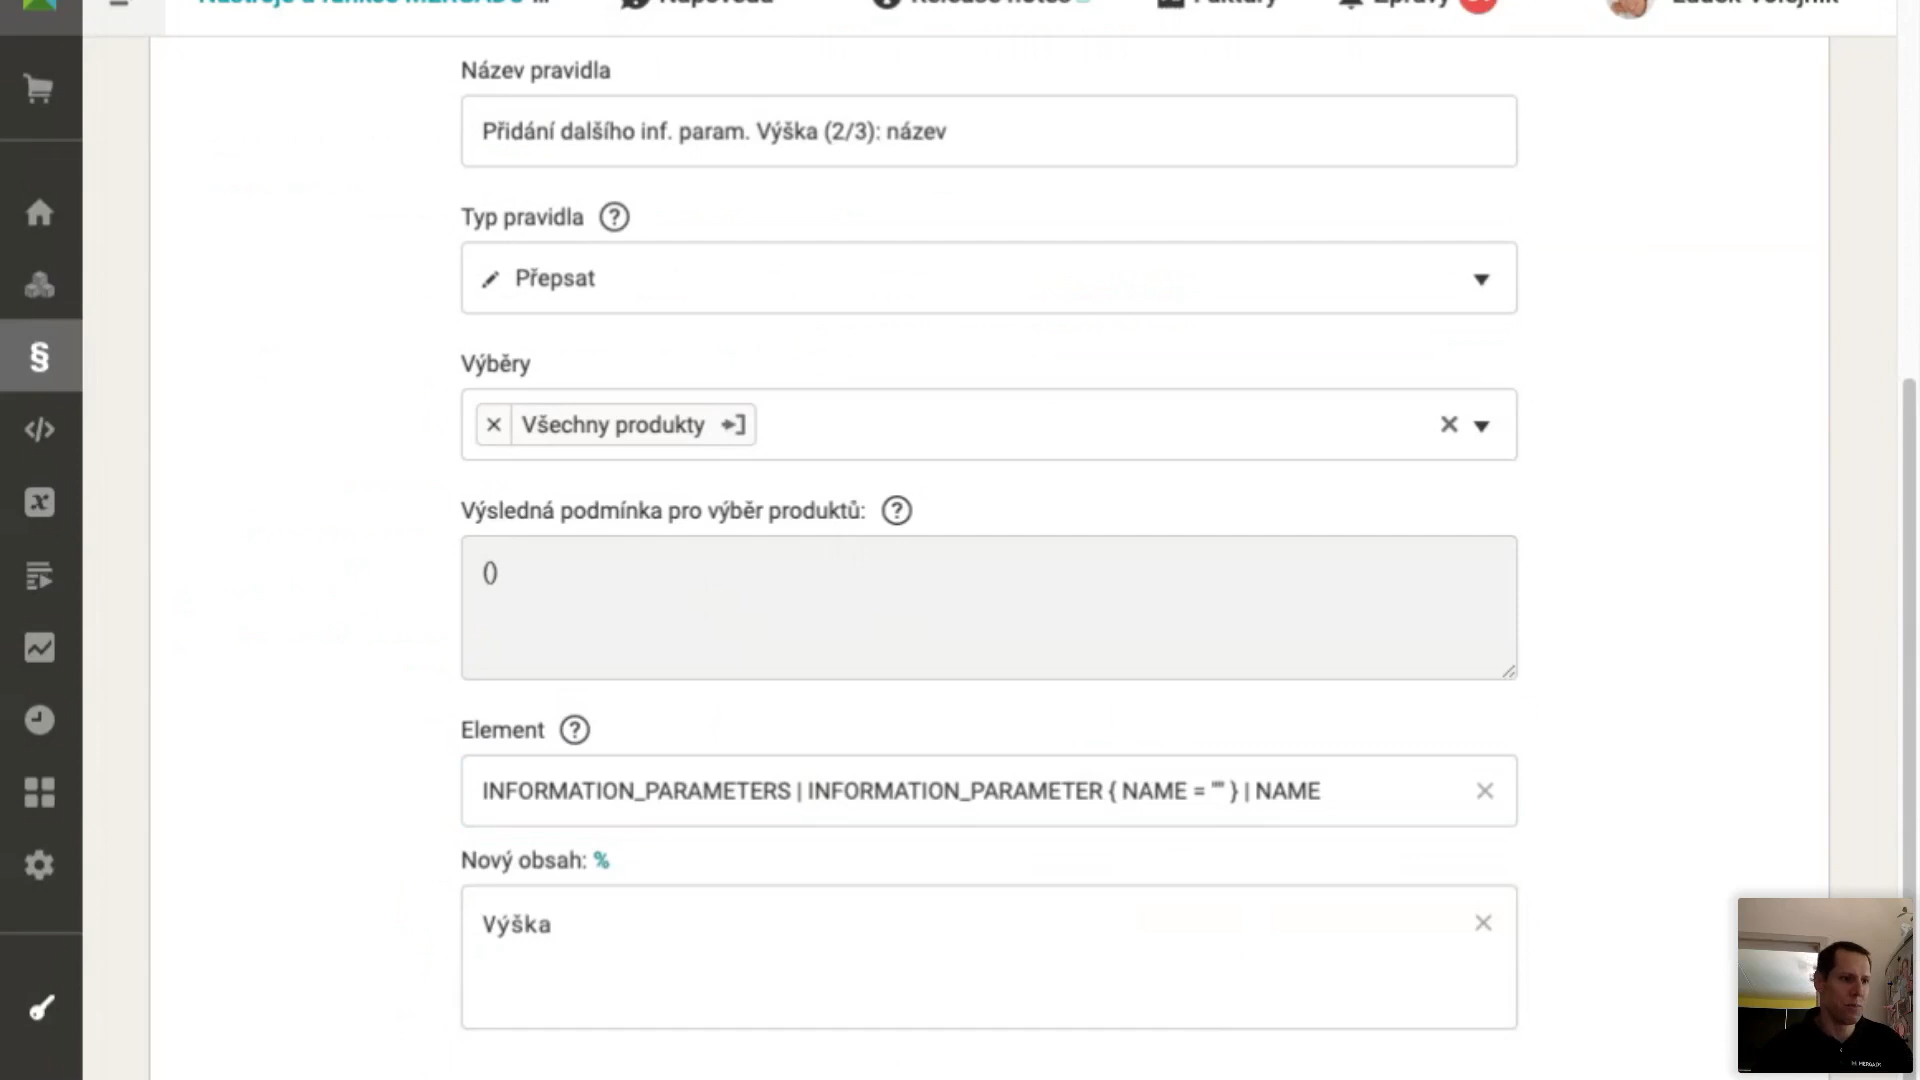 Název pravidla
Přidání dalšího inf. param. Výška (2/3): název
Typ pravidla ?
Přepsat
Výběry
Všechny produkty
Výsledná podmínka pro výběr produktů: ?
()
Element ?
INFORMATION_PARAMETERS | INFORMATION_PARAMETER { NAME = "" } | NAME
Nový obsah: %
Výška